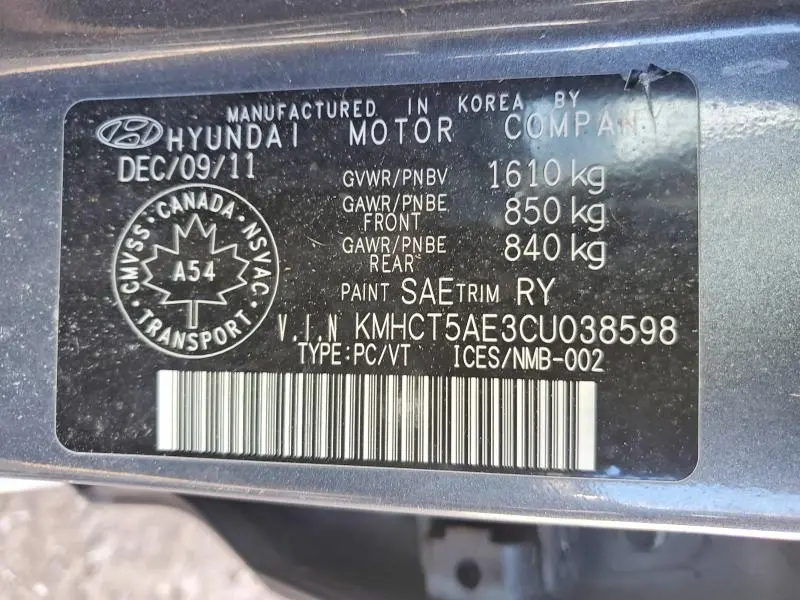 MANUFACTURED IN KOREA BY
HYUNDAI MOTOR COMPANY
DEC/09/11
GVWR/PNBV 1610 kg
GAWR/PNBE FRONT 850 kg
GAWR/PNBE REAR 840 kg
CANADA
CMVSS NSVAC
A54
TRANSPORT
PAINT SAE TRIM RY
V.I.N KMHCT5AE3CU038598
TYPE:PC/VT ICES/NMB-002